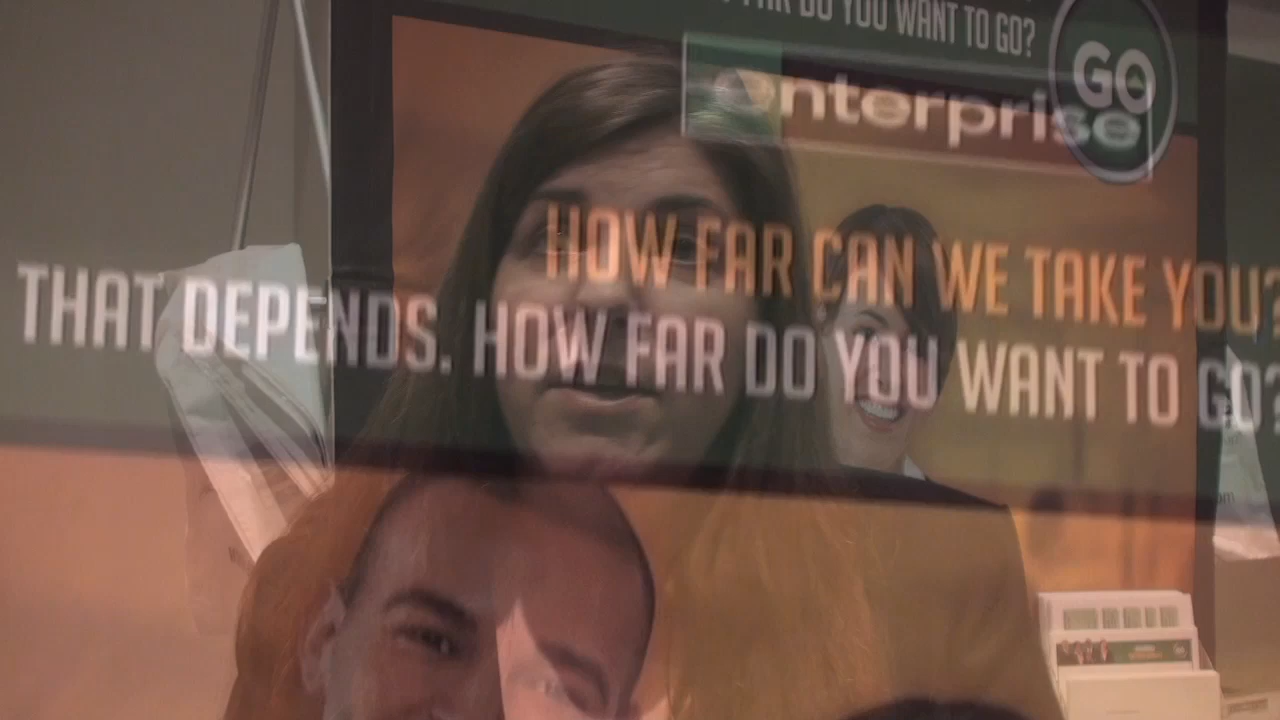 FAR DO YOU WANT TO GO?
GO
enterprise
HOW FAR CAN WE TAKE YOU?
THAT DEPENDS. HOW FAR DO YOU WANT TO GO?